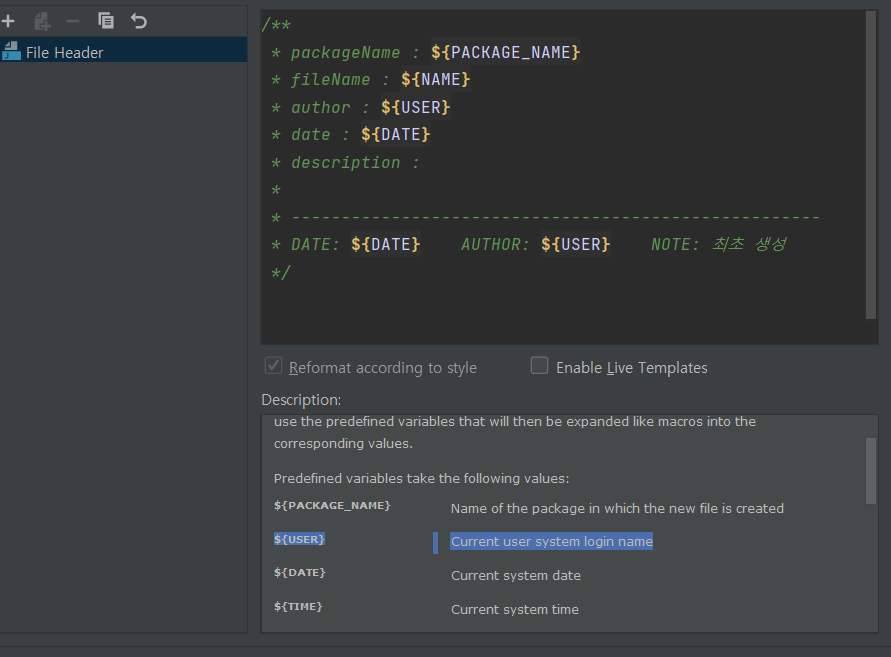 File Header
/**
* packageName : ${PACKAGE_NAME}
* fileName : ${NAME}
* author : ${USER}
* date : ${DATE}
* description :
*
* -----------------------------------------------------
* DATE: ${DATE}    AUTHOR: ${USER}    NOTE: 최초 생성
*/
Reformat according to style    Enable Live Templates
Description:
use the predefined variables that will then be expanded like macros into the
corresponding values.
Predefined variables take the following values:
${PACKAGE_NAME}    Name of the package in which the new file is created
${USER}    Current user system login name
${DATE}    Current system date
${TIME}    Current system time